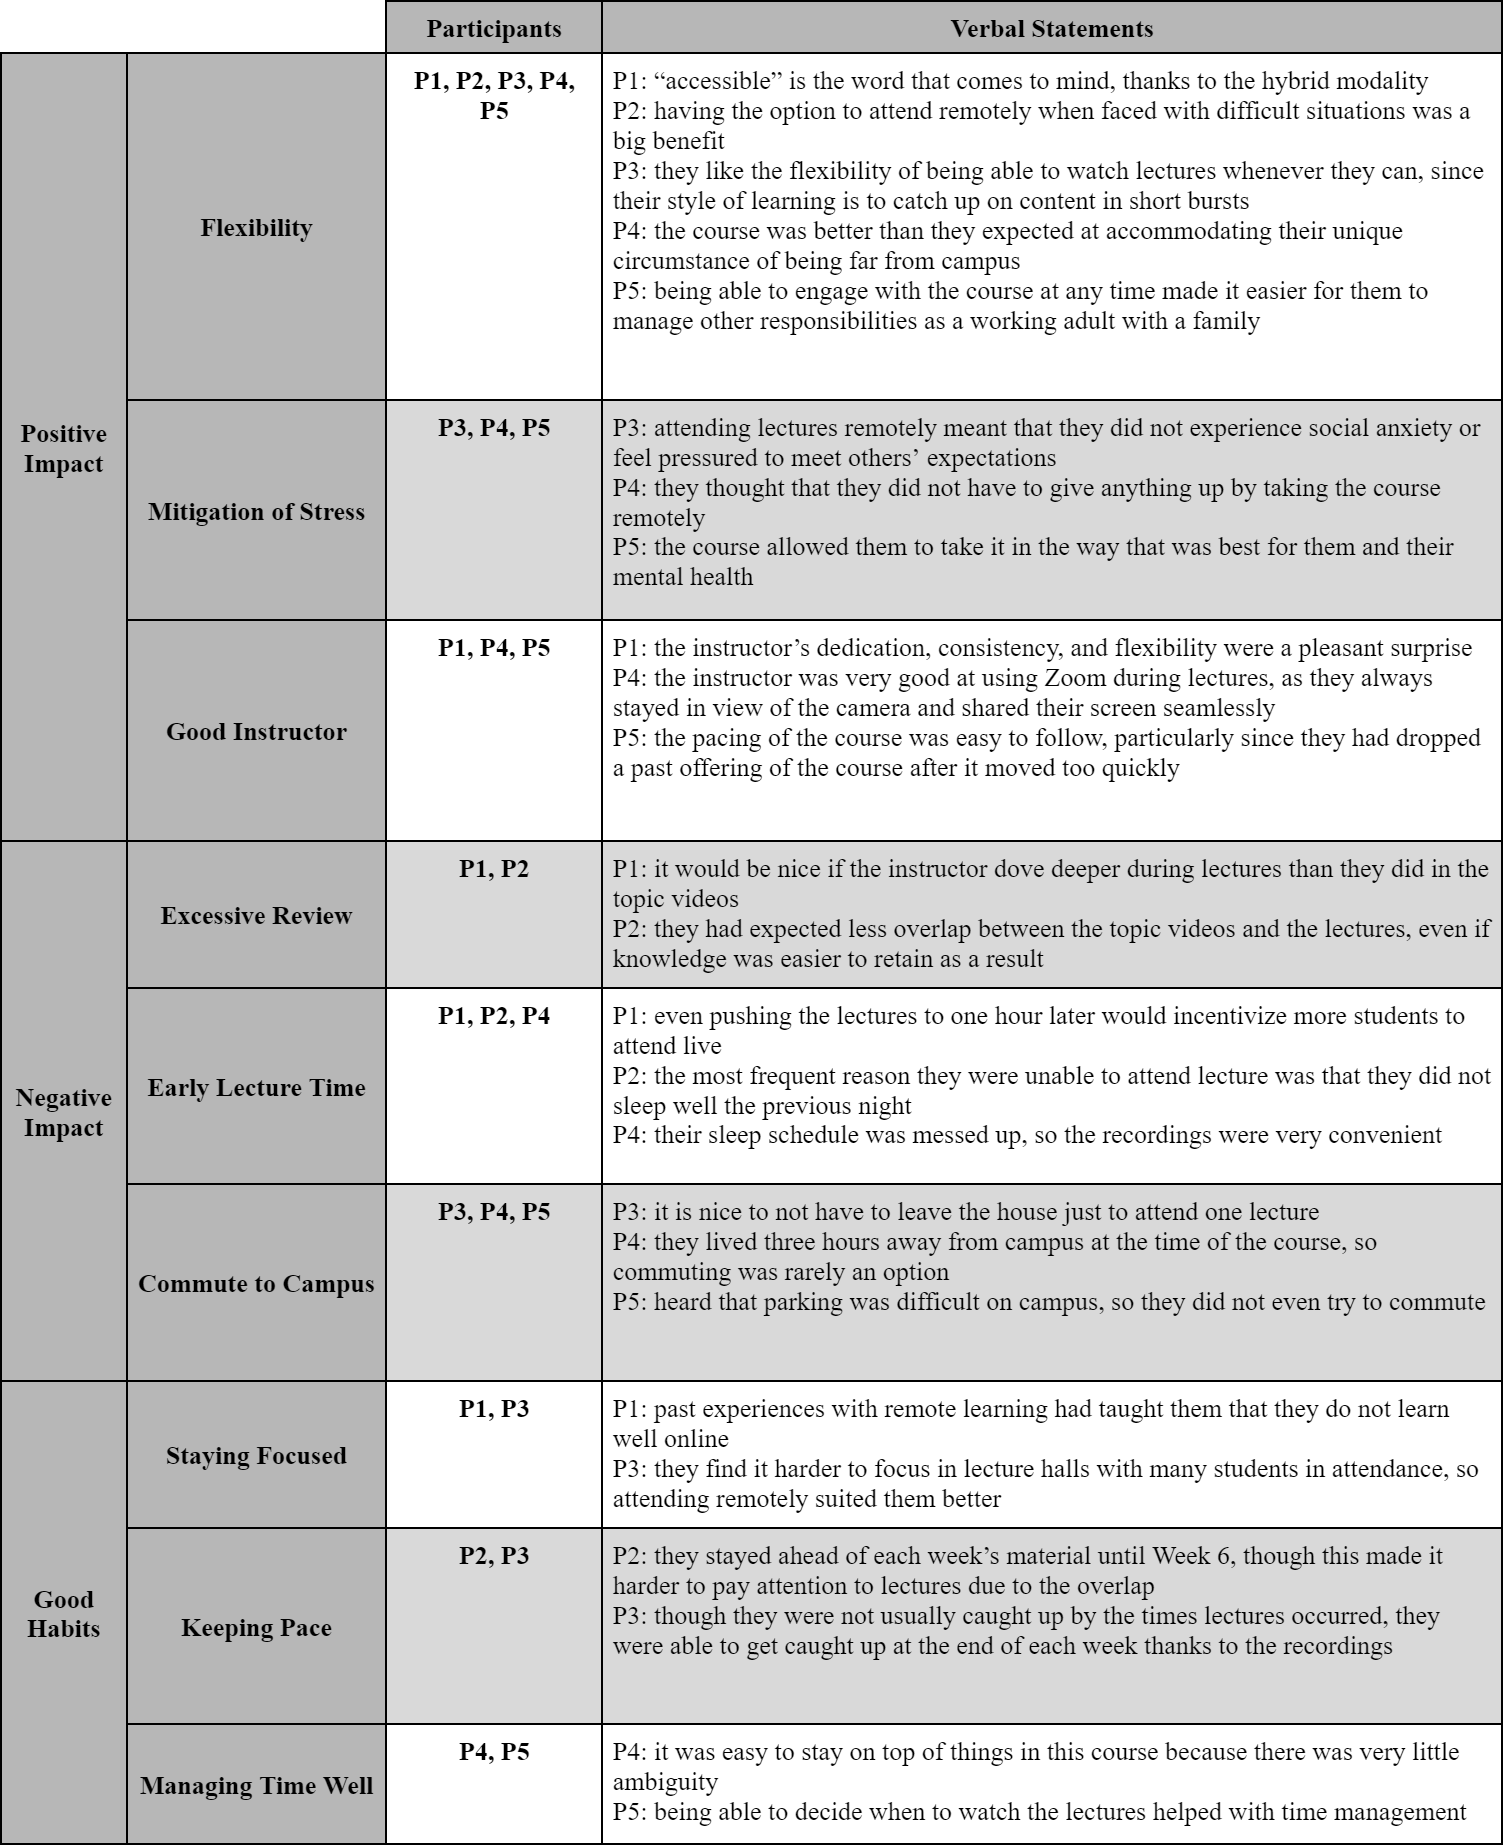 Participants
Verbal Statements
Positive
Impact
Flexibility
P1, P2, P3, P4,
P5
P1: “accessible” is the word that comes to mind, thanks to the hybrid modality
P2: having the option to attend remotely when faced with difficult situations was a
big benefit
P3: they like the flexibility of being able to watch lectures whenever they can, since
their style of learning is to catch up on content in short bursts
P4: the course was better than they expected at accommodating their unique
circumstance of being far from campus
P5: being able to engage with the course at any time made it easier for them to
manage other responsibilities as a working adult with a family
Mitigation of Stress
P3, P4, P5
P3: attending lectures remotely meant that they did not experience social anxiety or
feel pressured to meet others’ expectations
P4: they thought that they did not have to give anything up by taking the course
remotely
P5: the course allowed them to take it in the way that was best for them and their
mental health
Good Instructor
P1, P4, P5
P1: the instructor’s dedication, consistency, and flexibility were a pleasant surprise
P4: the instructor was very good at using Zoom during lectures, as they always
stayed in view of the camera and shared their screen seamlessly
P5: the pacing of the course was easy to follow, particularly since they had dropped
a past offering of the course after it moved too quickly
Negative
Impact
Excessive Review
P1, P2
P1: it would be nice if the instructor dove deeper during lectures than they did in the
topic videos
P2: they had expected less overlap between the topic videos and the lectures, even if
knowledge was easier to retain as a result
Early Lecture Time
P1, P2, P4
P1: even pushing the lectures to one hour later would incentivize more students to
attend live
P2: the most frequent reason they were unable to attend lecture was that they did not
sleep well the previous night
P4: their sleep schedule was messed up, so the recordings were very convenient
Commute to Campus
P3, P4, P5
P3: it is nice to not have to leave the house just to attend one lecture
P4: they lived three hours away from campus at the time of the course, so
commuting was rarely an option
P5: heard that parking was difficult on campus, so they did not even try to commute
Good
Habits
Staying Focused
P1, P3
P1: past experiences with remote learning had taught them that they do not learn
well online
P3: they find it harder to focus in lecture halls with many students in attendance, so
attending remotely suited them better
Keeping Pace
P2, P3
P2: they stayed ahead of each week’s material until Week 6, though this made it
harder to pay attention to lectures due to the overlap
P3: though they were not usually caught up by the times lectures occurred, they
were able to get caught up at the end of each week thanks to the recordings
Managing Time Well
P4, P5
P4: it was easy to stay on top of things in this course because there was very little
ambiguity
P5: being able to decide when to watch the lectures helped with time management